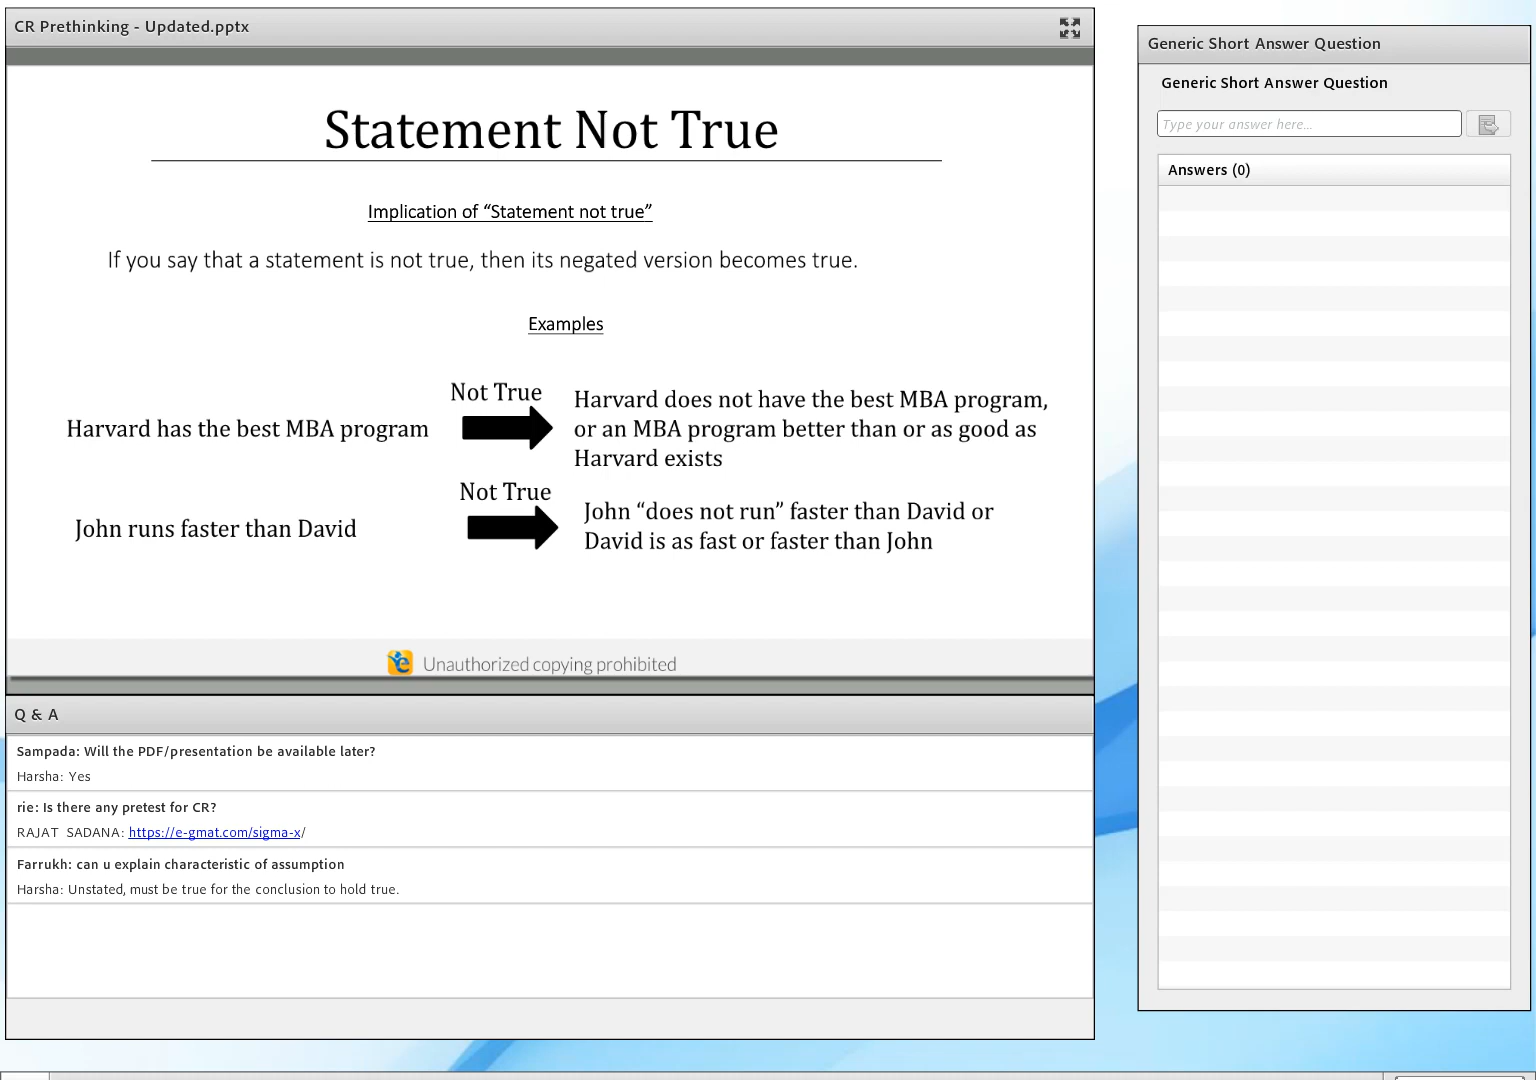 CR Prethinking - Updated.pptx
Statement Not True
Implication of “Statement not true”
If you say that a statement is not true, then its negated version becomes true.
Examples
Not True
Harvard has the best MBA program
Harvard does not have the best MBA program,
or an MBA program better than or as good as
Harvard exists
Not True
John runs faster than David
John “does not run” faster than David or
David is as fast or faster than John
Unauthorized copying prohibited
Q & A
Sampada: Will the PDF/presentation be available later?
Harsha: Yes
rie: Is there any pretest for CR?
RAJAT SADANA: https://e-gmat.com/sigma-x/
Farrukh: can u explain characteristic of assumption
Harsha: Unstated, must be true for the conclusion to hold true.
Generic Short Answer Question
Generic Short Answer Question
Type your answer here...
Answers (0)